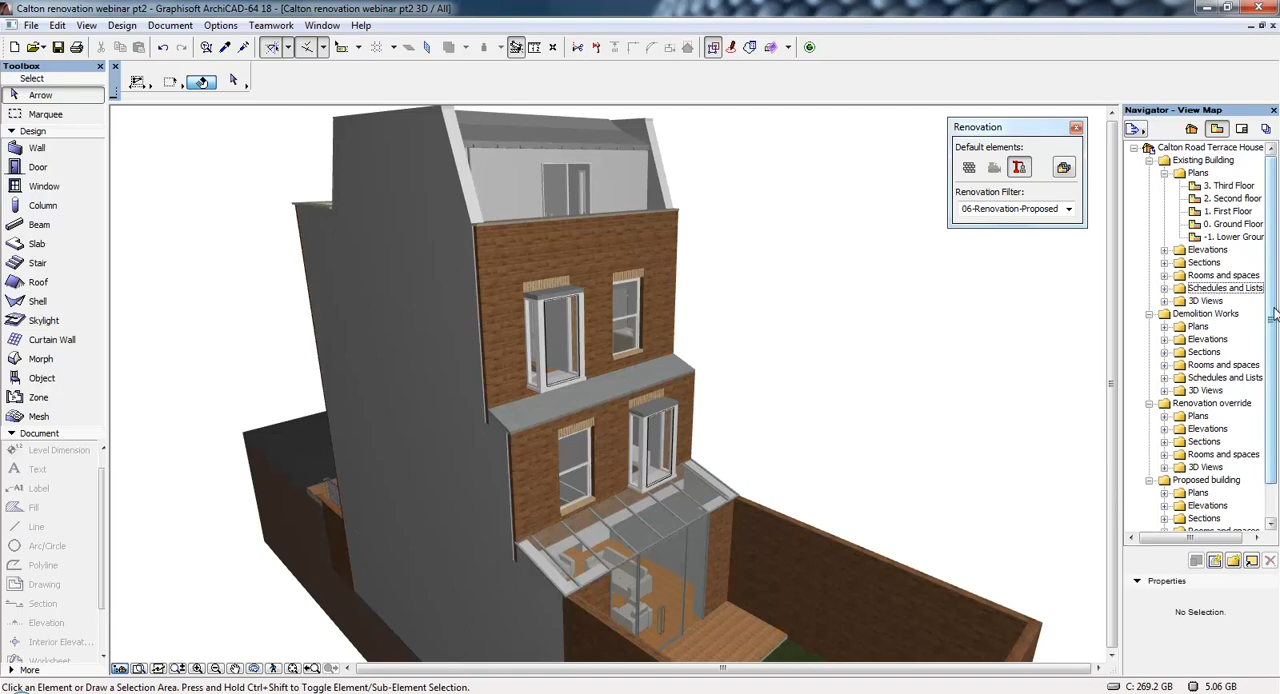 Calton renovation webinar pt2 - Graphisoft ArchiCAD-64 18 - [Calton renovation webinar pt2 3D / All]
File Edit View Design Document Options Teamwork Window Help
Toolbox
Select
Arrow
Marquee
Design
Wall
Door
Window
Column
Beam
Slab
Stair
Roof
Shell
Skylight
Curtain Wall
Morph
Object
Zone
Mesh
Document
Level Dimension
Text
Label
Fill
Line
Arc/Circle
Polyline
Drawing
Section
Elevation
Interior Elevat...
Worksheet
More
Renovation
Default elements:
Renovation Filter:
06-Renovation-Proposed
Navigator - View Map
Calton Road Terrace House
Existing Building
Plans
3. Third Floor
2. Second floor
1. First Floor
0. Ground Floor
-1. Lower Groun
Elevations
Sections
Rooms and spaces
Schedules and Lists
3D Views
Demolition Works
Plans
Elevations
Sections
Rooms and spaces
Schedules and Lists
3D Views
Renovation override
Plans
Elevations
Sections
Rooms and spaces
3D Views
Proposed building
Plans
Elevations
Sections
Rooms and spaces
Properties
No Selection.
Click an Element or Draw a Selection Area. Press and Hold Ctrl+Shift to Toggle Element/Sub-Element Selection.
C: 269.2 GB
5.06 GB